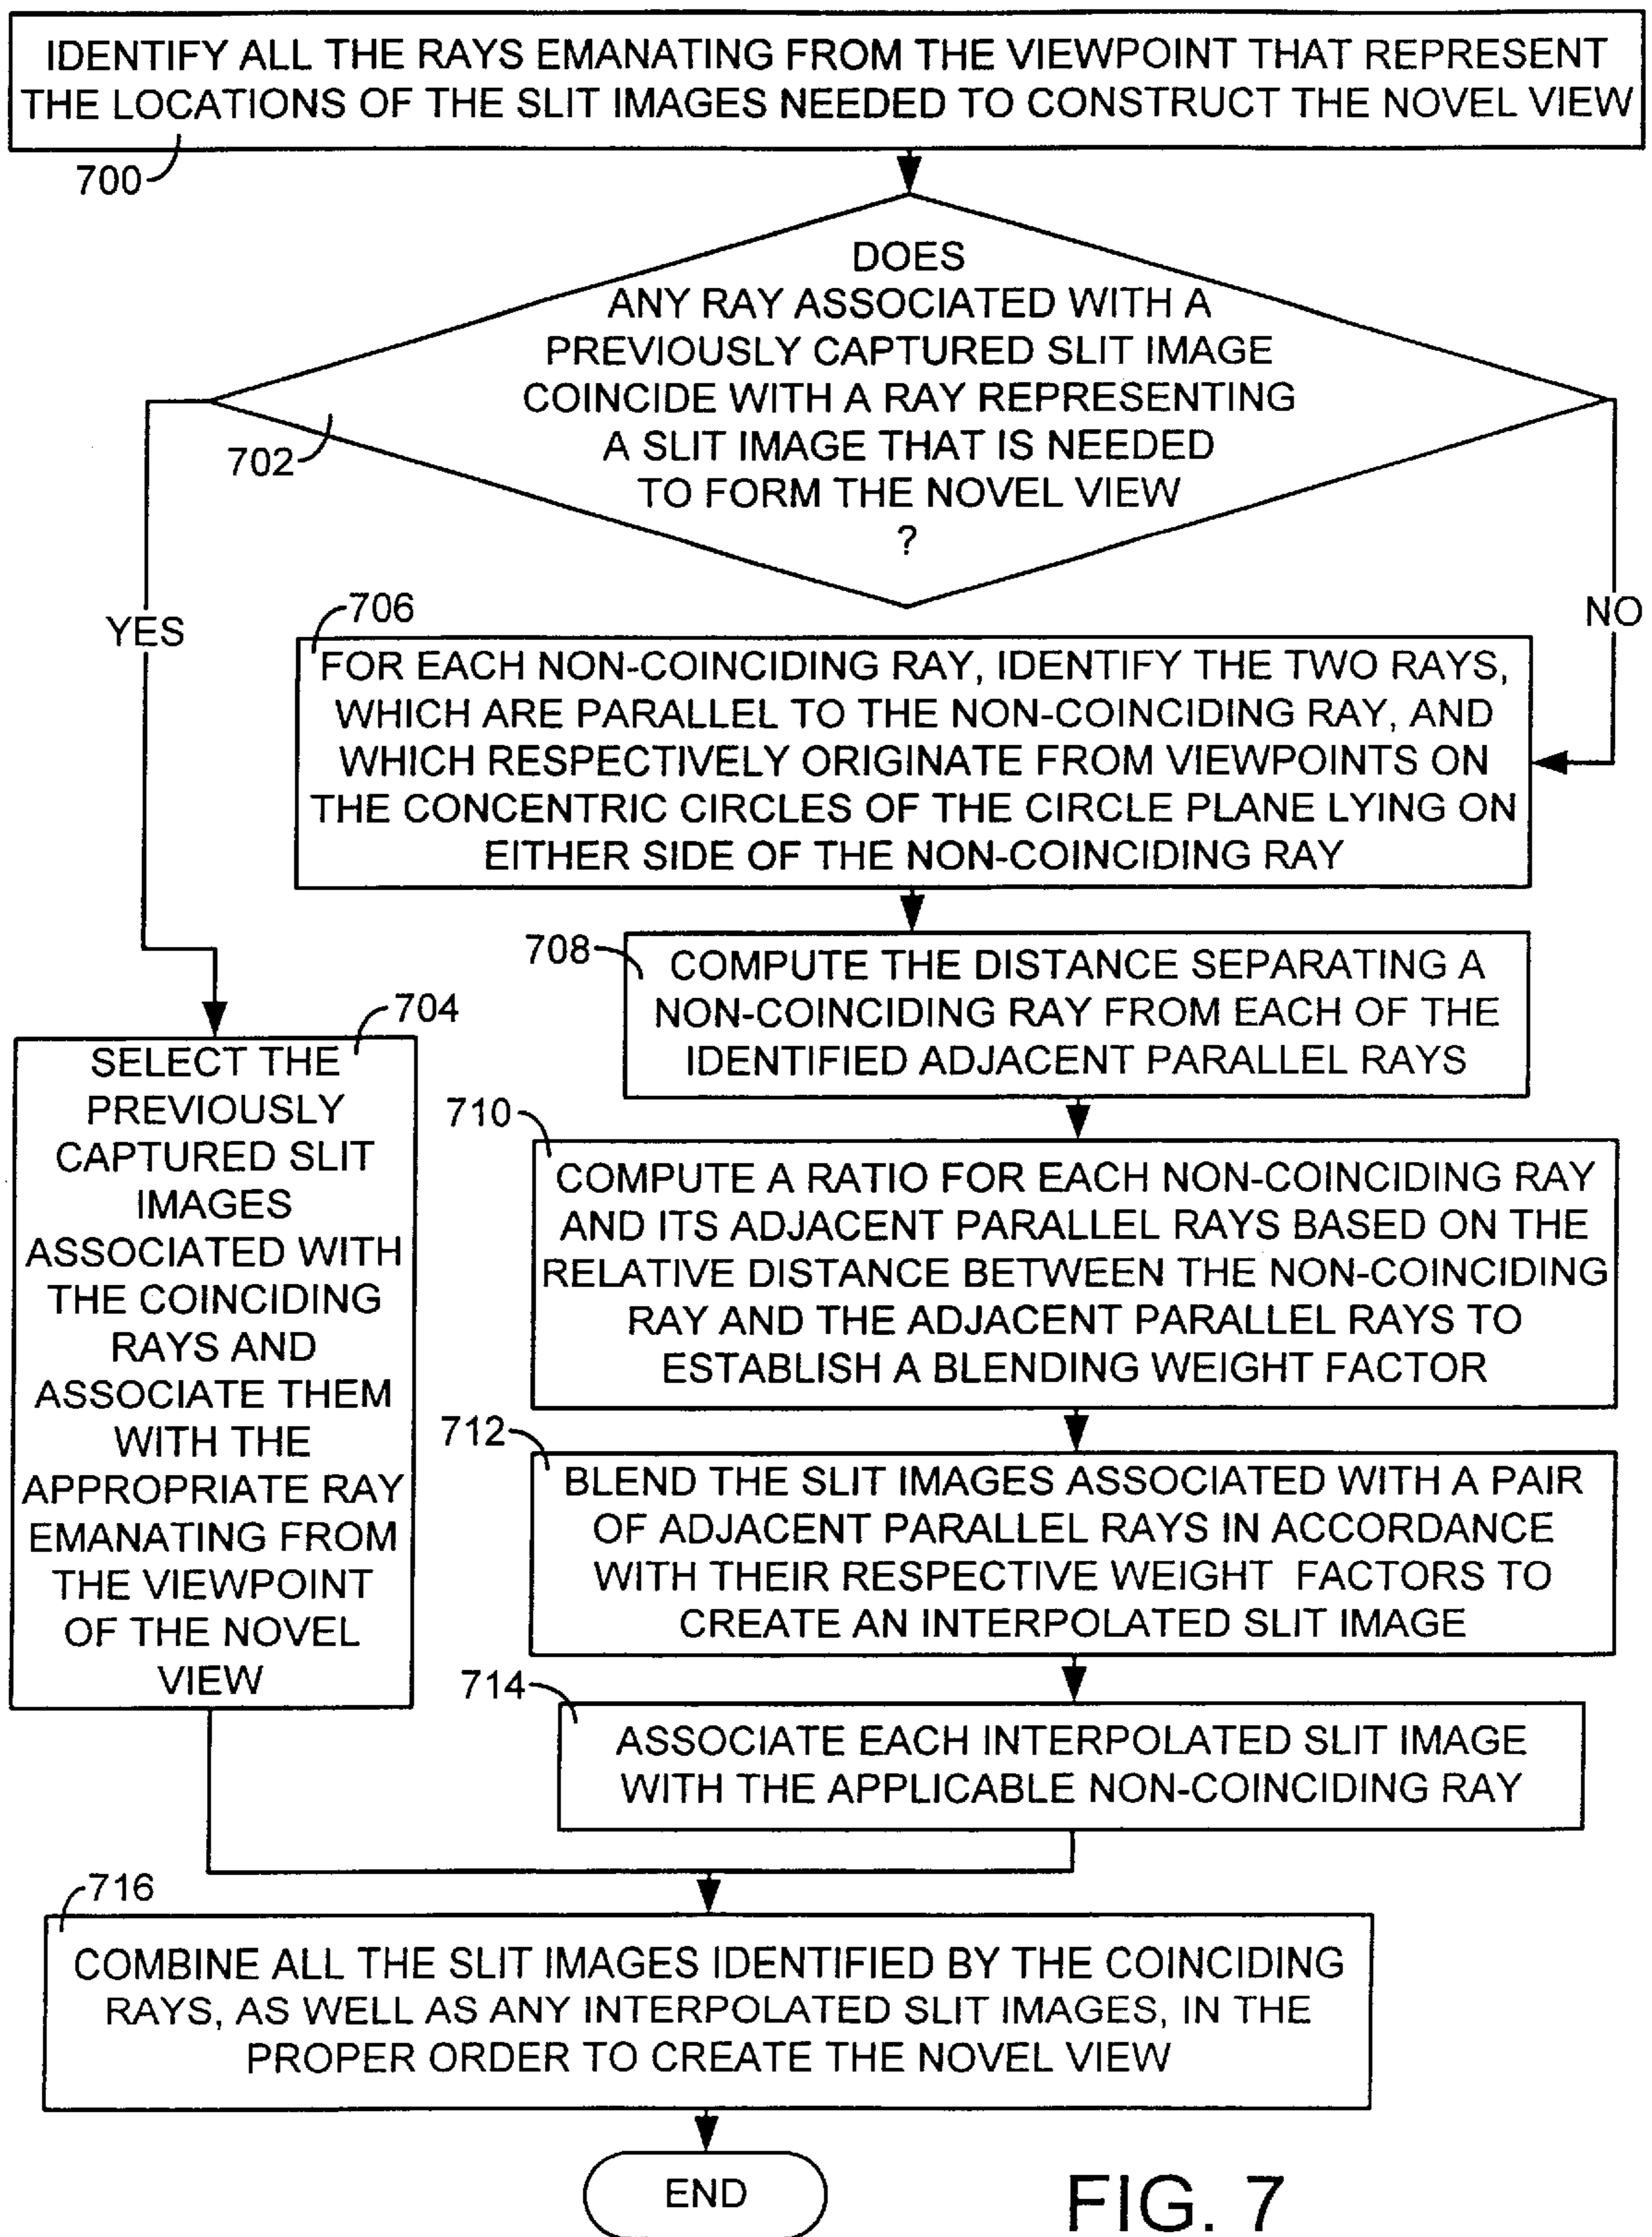 IDENTIFY ALL THE RAYS EMANATING FROM THE VIEWPOINT THAT REPRESENT
THE LOCATIONS OF THE SLIT IMAGES NEEDED TO CONSTRUCT THE NOVEL VIEW
700
DOES
ANY RAY ASSOCIATED WITH A
PREVIOUSLY CAPTURED SLIT IMAGE
COINCIDE WITH A RAY REPRESENTING
A SLIT IMAGE THAT IS NEEDED
TO FORM THE NOVEL VIEW
?
702
YES
NO
706
FOR EACH NON-COINCIDING RAY, IDENTIFY THE TWO RAYS,
WHICH ARE PARALLEL TO THE NON-COINCIDING RAY, AND
WHICH RESPECTIVELY ORIGINATE FROM VIEWPOINTS ON
THE CONCENTRIC CIRCLES OF THE CIRCLE PLANE LYING ON
EITHER SIDE OF THE NON-COINCIDING RAY
708
COMPUTE THE DISTANCE SEPARATING A
NON-COINCIDING RAY FROM EACH OF THE
IDENTIFIED ADJACENT PARALLEL RAYS
704
SELECT THE
PREVIOUSLY
CAPTURED SLIT
IMAGES
ASSOCIATED WITH
THE COINCIDING
RAYS AND
ASSOCIATE THEM
WITH THE
APPROPRIATE RAY
EMANATING FROM
THE VIEWPOINT
OF THE NOVEL
VIEW
710
COMPUTE A RATIO FOR EACH NON-COINCIDING RAY
AND ITS ADJACENT PARALLEL RAYS BASED ON THE
RELATIVE DISTANCE BETWEEN THE NON-COINCIDING
RAY AND THE ADJACENT PARALLEL RAYS TO
ESTABLISH A BLENDING WEIGHT FACTOR
712
BLEND THE SLIT IMAGES ASSOCIATED WITH A PAIR
OF ADJACENT PARALLEL RAYS IN ACCORDANCE
WITH THEIR RESPECTIVE WEIGHT FACTORS TO
CREATE AN INTERPOLATED SLIT IMAGE
714
ASSOCIATE EACH INTERPOLATED SLIT IMAGE
WITH THE APPLICABLE NON-COINCIDING RAY
716
COMBINE ALL THE SLIT IMAGES IDENTIFIED BY THE COINCIDING
RAYS, AS WELL AS ANY INTERPOLATED SLIT IMAGES, IN THE
PROPER ORDER TO CREATE THE NOVEL VIEW
END
FIG. 7